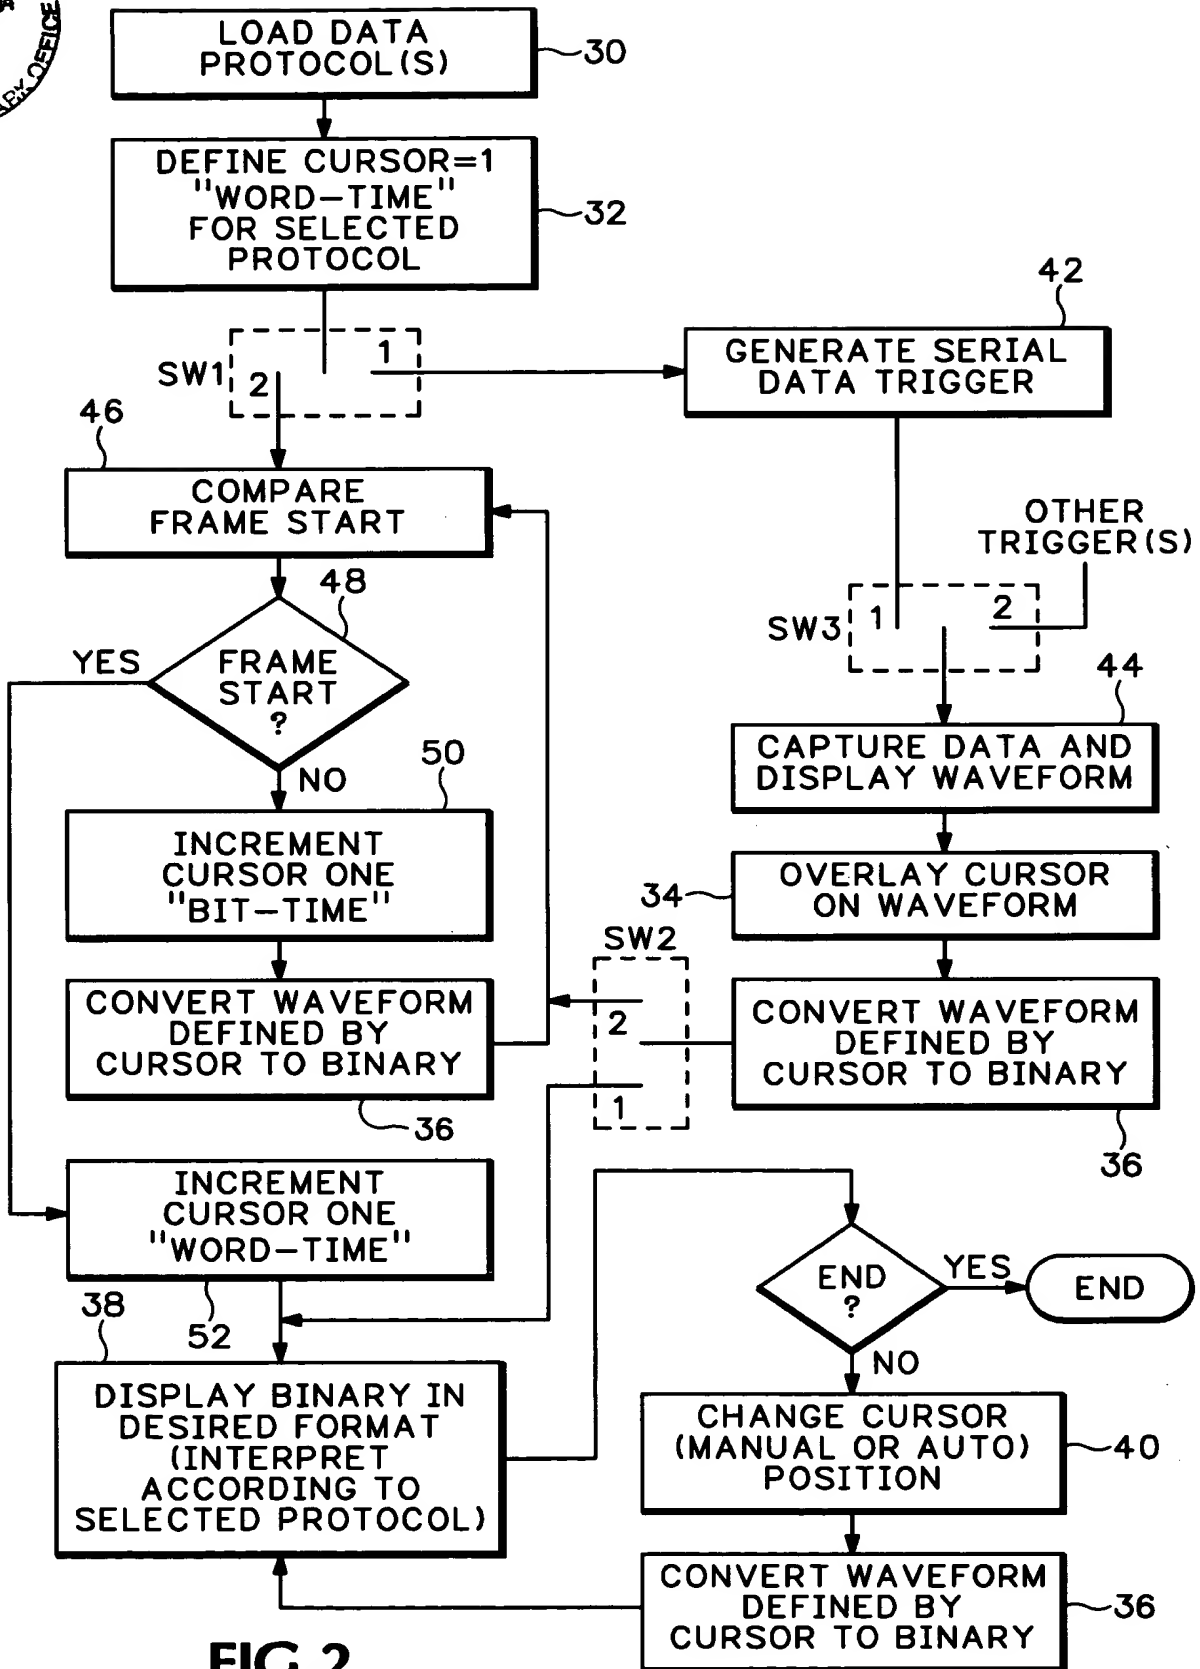 LOAD DATA
PROTOCOL(S)
30
DEFINE CURSOR=1
"WORD-TIME"
FOR SELECTED
PROTOCOL
32
SW1
1
2
42
GENERATE SERIAL
DATA TRIGGER
46
COMPARE
FRAME START
OTHER
TRIGGER(S)
SW3
1
2
48
FRAME
START
?
YES
NO
44
CAPTURE DATA AND
DISPLAY WAVEFORM
50
INCREMENT
CURSOR ONE
"BIT-TIME"
34
OVERLAY CURSOR
ON WAVEFORM
SW2
2
1
CONVERT WAVEFORM
DEFINED BY
CURSOR TO BINARY
36
CONVERT WAVEFORM
DEFINED BY
CURSOR TO BINARY
36
INCREMENT
CURSOR ONE
"WORD-TIME"
52
END
?
YES
END
NO
38
DISPLAY BINARY IN
DESIRED FORMAT
(INTERPRET
ACCORDING TO
SELECTED PROTOCOL)
CHANGE CURSOR
(MANUAL OR AUTO)
POSITION
40
CONVERT WAVEFORM
DEFINED BY
CURSOR TO BINARY
36
FIG.2
OFFICE